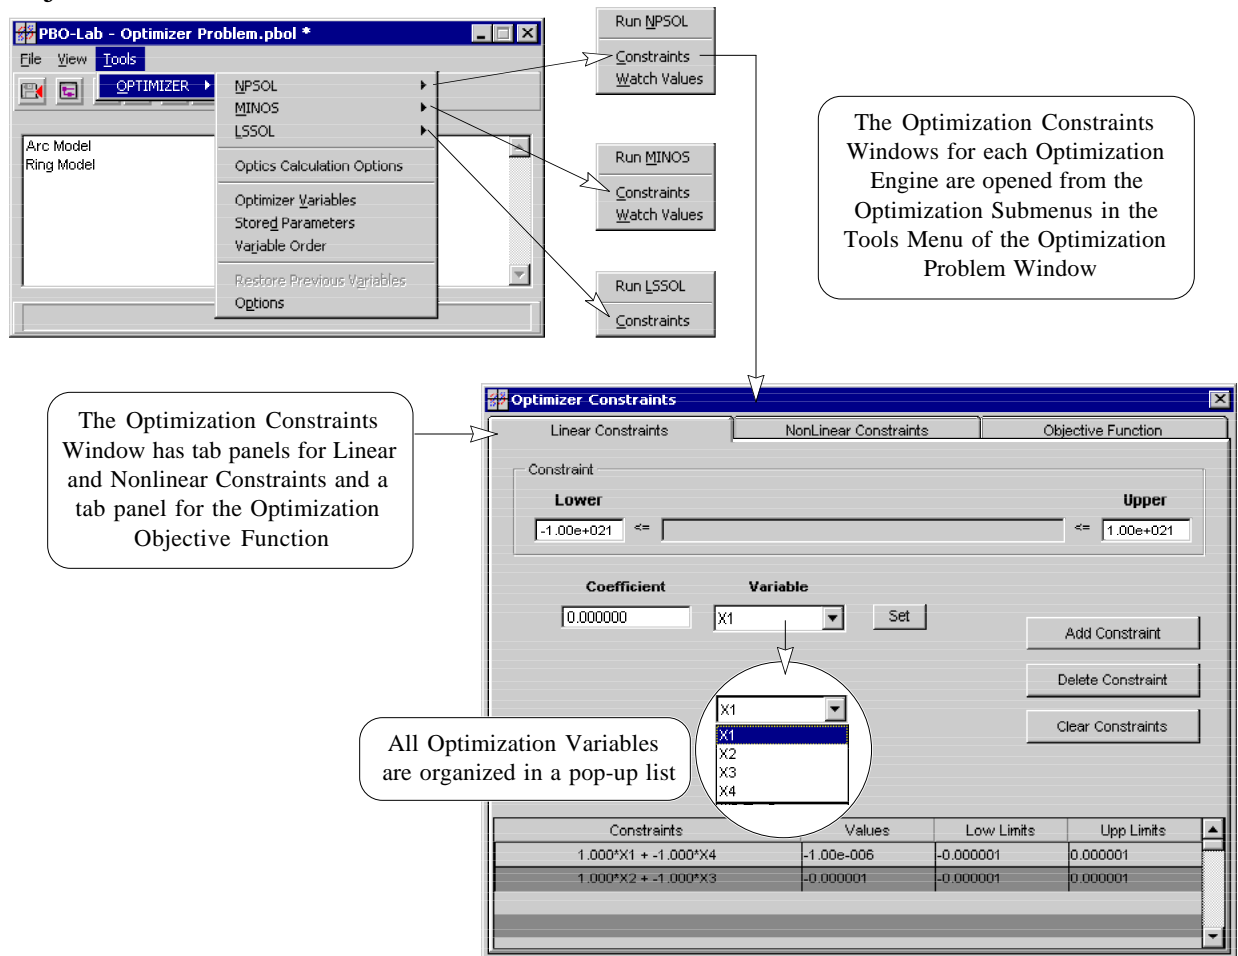 PBO-Lab - Optimizer Problem.pbol *
File View Tools
OPTIMIZER
NPSOL
MINOS
LSSOL
Optics Calculation Options
Optimizer Variables
Stored Parameters
Variable Order
Restore Previous Variables
Options
Arc Model
Ring Model
Run NPSOL
Constraints
Watch Values
Run MINOS
Constraints
Watch Values
Run LSSOL
Constraints
The Optimization Constraints
Windows for each Optimization
Engine are opened from the
Optimization Submenus in the
Tools Menu of the Optimization
Problem Window
The Optimization Constraints
Window has tab panels for Linear
and Nonlinear Constraints and a
tab panel for the Optimization
Objective Function
Optimizer Constraints
Linear Constraints NonLinear Constraints Objective Function
Constraint
Lower Upper
-1.00e+021 <= <= 1.00e+021
Coefficient Variable
0.000000 X1 Set
Add Constraint
Delete Constraint
Clear Constraints
X1
X1
X2
X3
X4
All Optimization Variables
are organized in a pop-up list
Constraints Values Low Limits Upp Limits
1.000*X1 + -1.000*X4 -1.00e-006 -0.000001 0.000001
1.000*X2 + -1.000*X3 -0.000001 -0.000001 0.000001